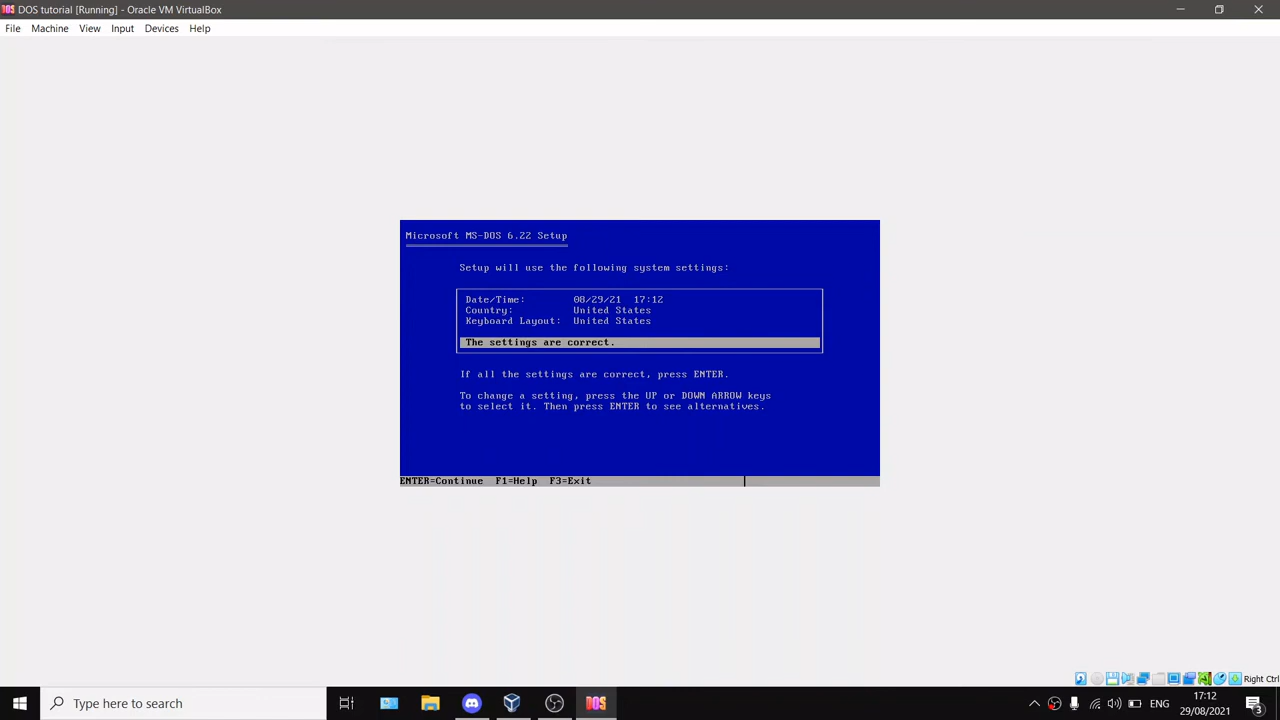 DOS tutorial [Running] - Oracle VM VirtualBox
File Machine View Input Devices Help
Microsoft MS-DOS 6.22 Setup
Setup will use the following system settings:
Date/Time: 08/29/21 17:12
Country: United States
Keyboard Layout: United States
The settings are correct.
If all the settings are correct, press ENTER.
To change a setting, press the UP or DOWN ARROW keys
to select it. Then press ENTER to see alternatives.
ENTER=Continue F1=Help F3=Exit
Right Ctrl
Type here to search
DOS
ENG
17:12
29/08/2021
3